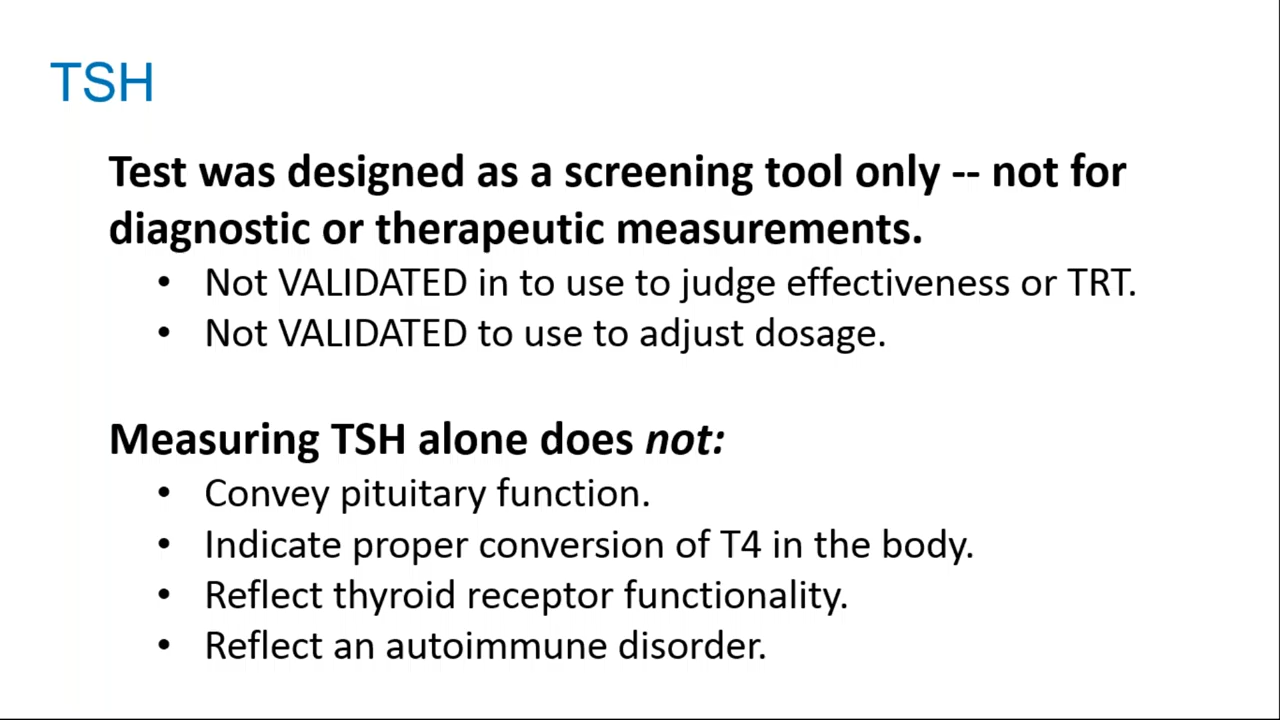 TSH
Test was designed as a screening tool only -- not for
diagnostic or therapeutic measurements.
• Not VALIDATED in to use to judge effectiveness or TRT.
• Not VALIDATED to use to adjust dosage.
Measuring TSH alone does not:
• Convey pituitary function.
• Indicate proper conversion of T4 in the body.
• Reflect thyroid receptor functionality.
• Reflect an autoimmune disorder.